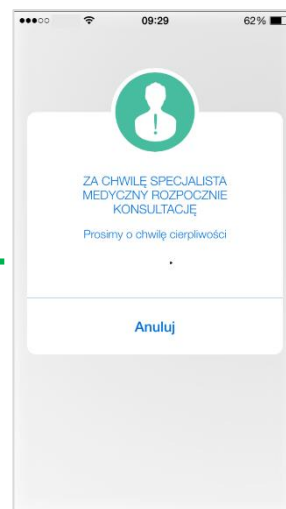 09:29 62%
ZA CHWILĘ SPECJALISTA
MEDYCZNY ROZPOCZNIE
KONSULTACJĘ
Prosimy o chwilę cierpliwości
.
Anuluj